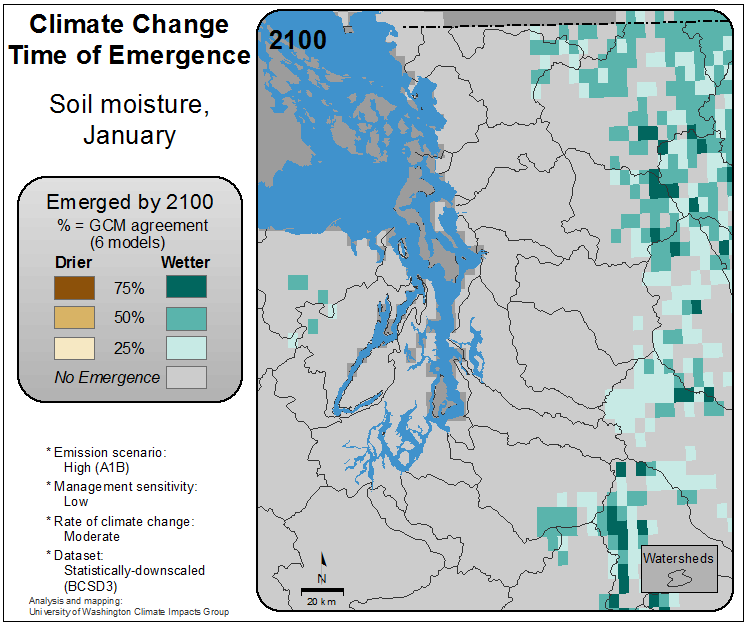 Climate Change
Time of Emergence
Soil moisture,
January
Emerged by 2100
% = GCM agreement
(6 models)
Drier Wetter
75%
50%
25%
No Emergence
* Emission scenario:
High (A1B)
* Management sensitivity:
Low
* Rate of climate change:
Moderate
* Dataset:
Statistically-downscaled
(BCSD3)
Analysis and mapping:
University of Washington Climate Impacts Group
2100
N
20 km
Watersheds